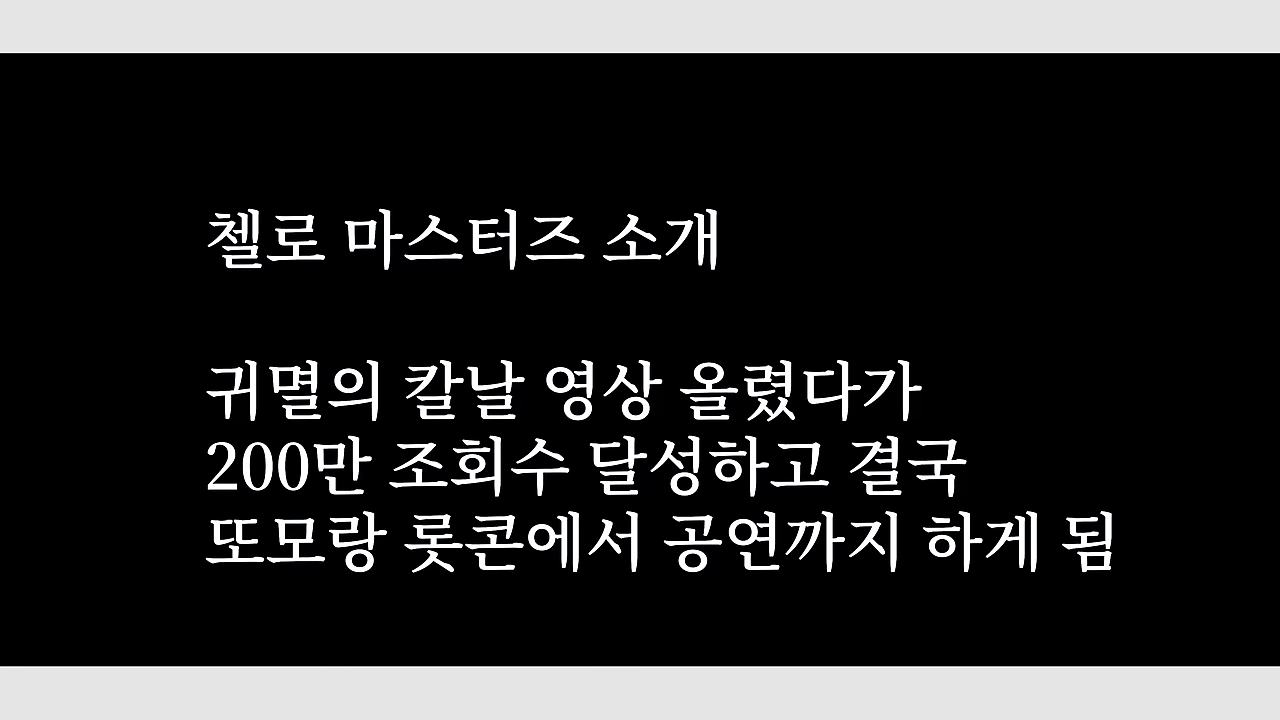 첼로 마스터즈 소개
귀멸의 칼날 영상 올렸다가
200만 조회수 달성하고 결국
또모랑 롯콘에서 공연까지 하게 됨